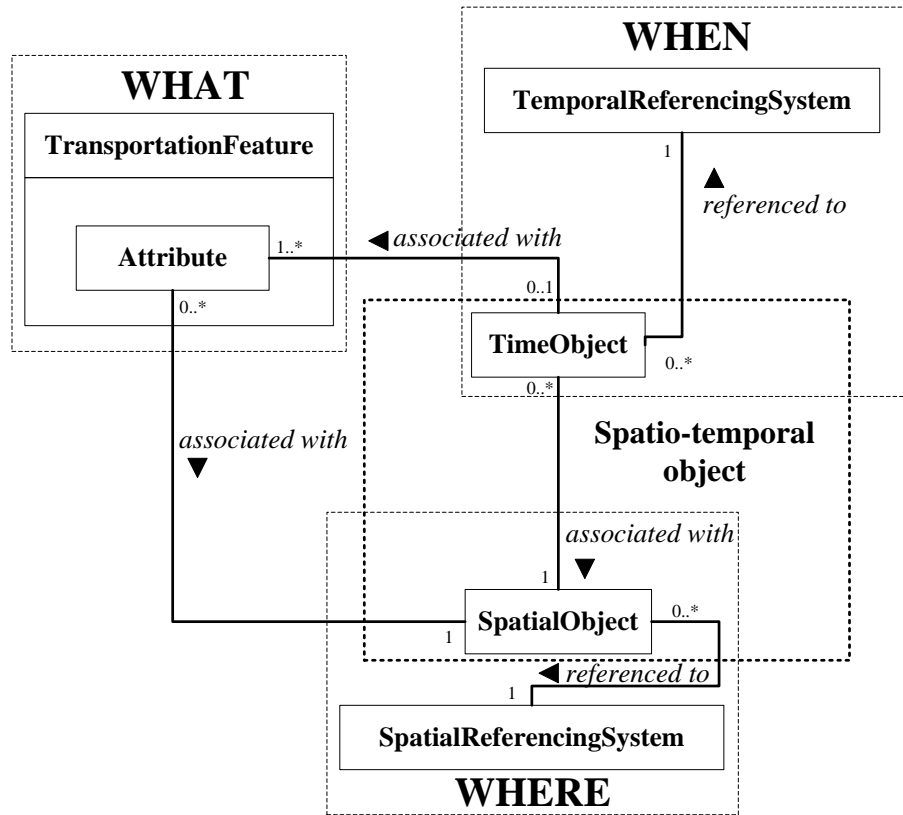 WHEN
WHAT
TemporalReferencingSystem
TransportationFeature
1
referenced to
associated with
1..*
Attribute
0..1
0..*
TimeObject
0..*
0..*
Spatio-temporal
object
associated with
associated with
1
SpatialObject
0..*
1
referenced to
1
SpatialReferencingSystem
WHERE